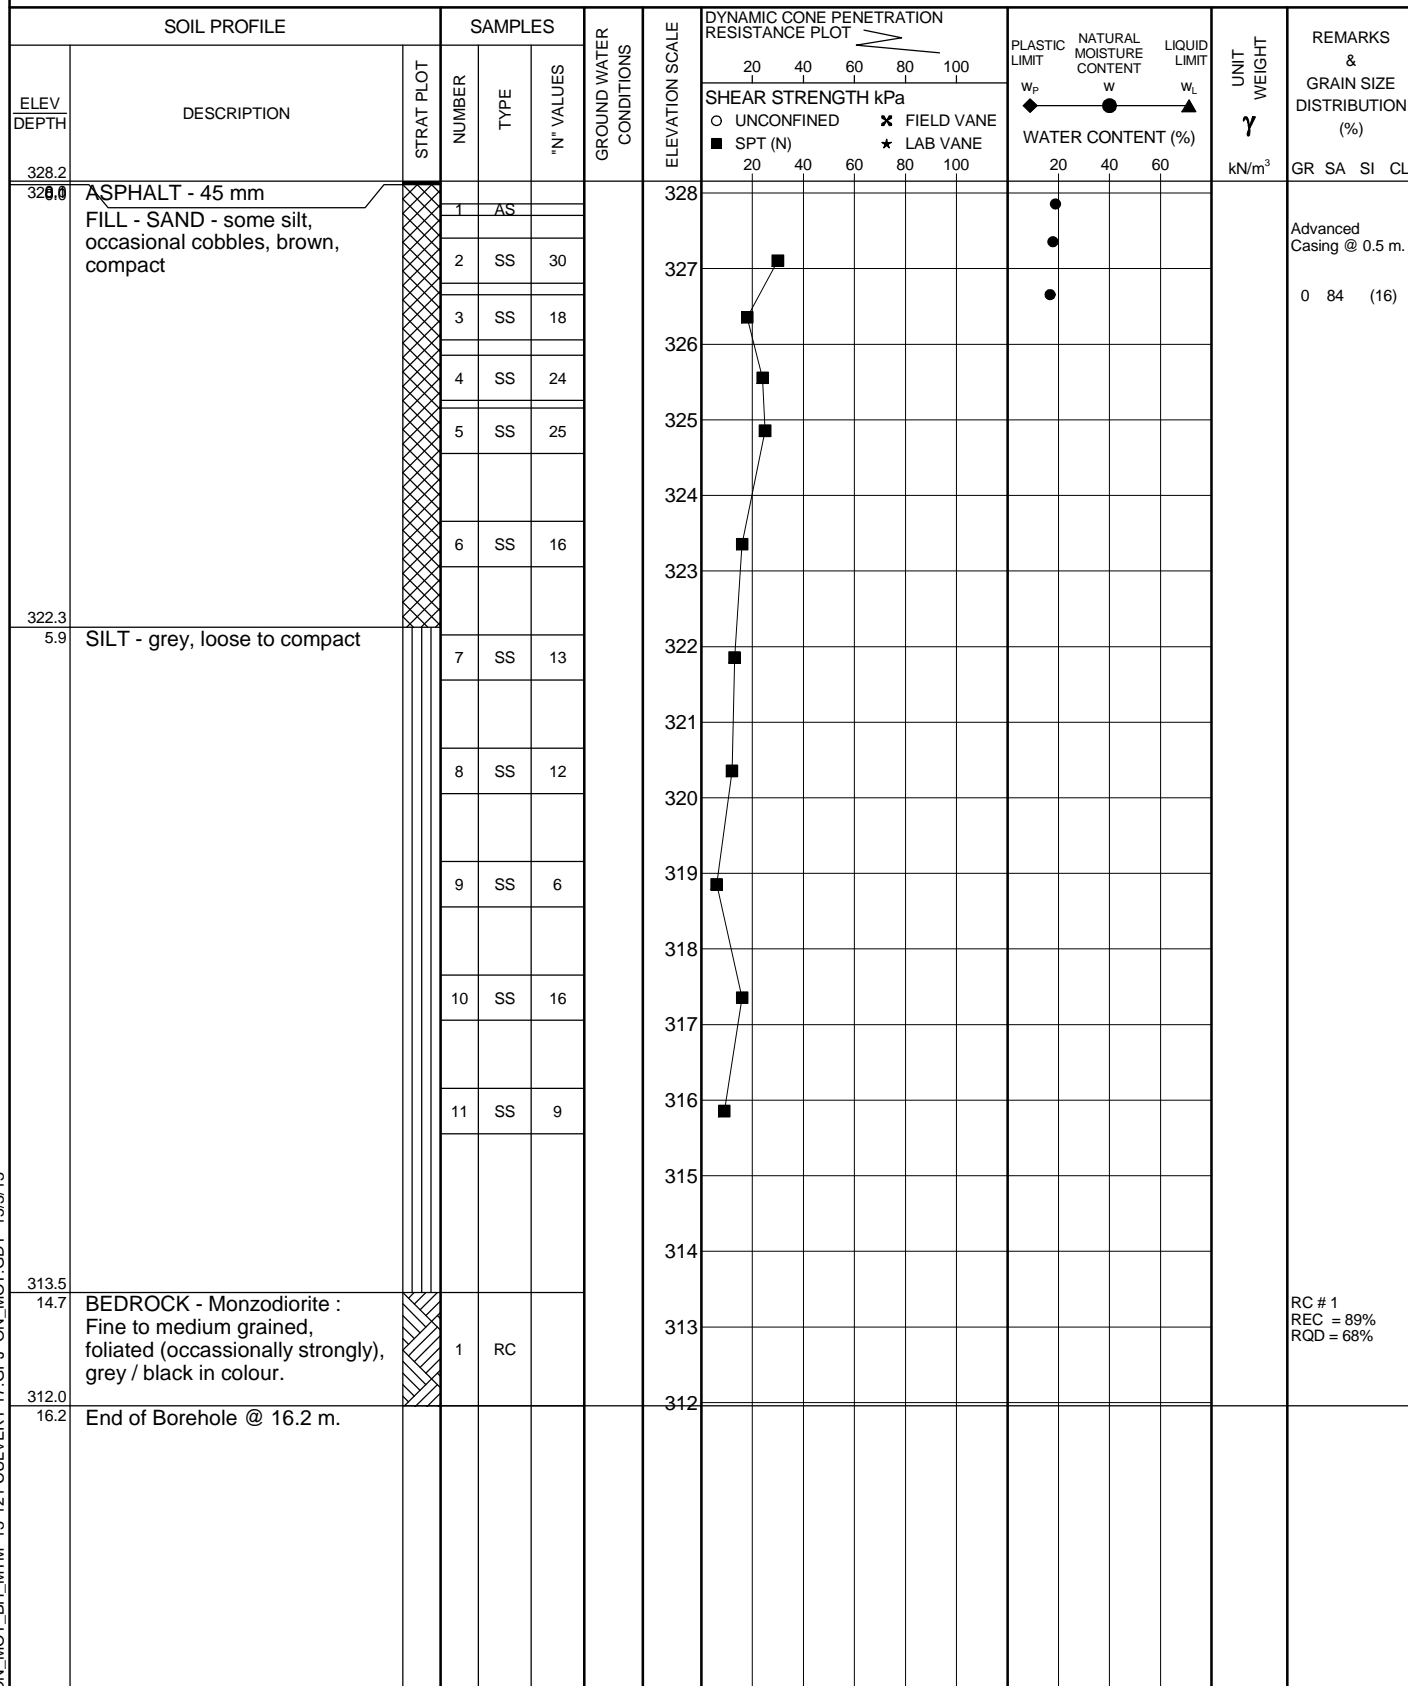 SOIL PROFILE
SAMPLES
GROUND WATER
CONDITIONS
ELEVATION SCALE
DYNAMIC CONE PENETRATION
RESISTANCE PLOT
20 40 60 80 100
SHEAR STRENGTH kPa
UNCONFINED
FIELD VANE
SPT (N)
LAB VANE
PLASTIC
LIMIT
NATURAL
MOISTURE
CONTENT
LIQUID
LIMIT
WP
W
WL
WATER CONTENT (%)
20 40 60
UNIT
WEIGHT
γ
kN/m³
REMARKS
&
GRAIN SIZE
DISTRIBUTION
(%)
GR SA SI CL
ELEV
DEPTH
DESCRIPTION
STRAT PLOT
NUMBER
TYPE
"N" VALUES
328.2
ASPHALT - 45 mm
FILL - SAND - some silt,
occasional cobbles, brown,
compact
1 AS
2 SS 30
3 SS 18
4 SS 24
5 SS 25
6 SS 16
Advanced
Casing @ 0.5 m.
0 84 (16)
322.3
5.9
SILT - grey, loose to compact
7 SS 13
8 SS 12
9 SS 6
10 SS 16
11 SS 9
328
327
326
325
324
323
322
321
320
319
318
317
316
315
314
313
312
313.5
14.7
BEDROCK - Monzodiorite :
Fine to medium grained,
foliated (occassionally strongly),
grey / black in colour.
1 RC
RC # 1
REC = 89%
RQD = 68%
312.0
16.2
End of Borehole @ 16.2 m.